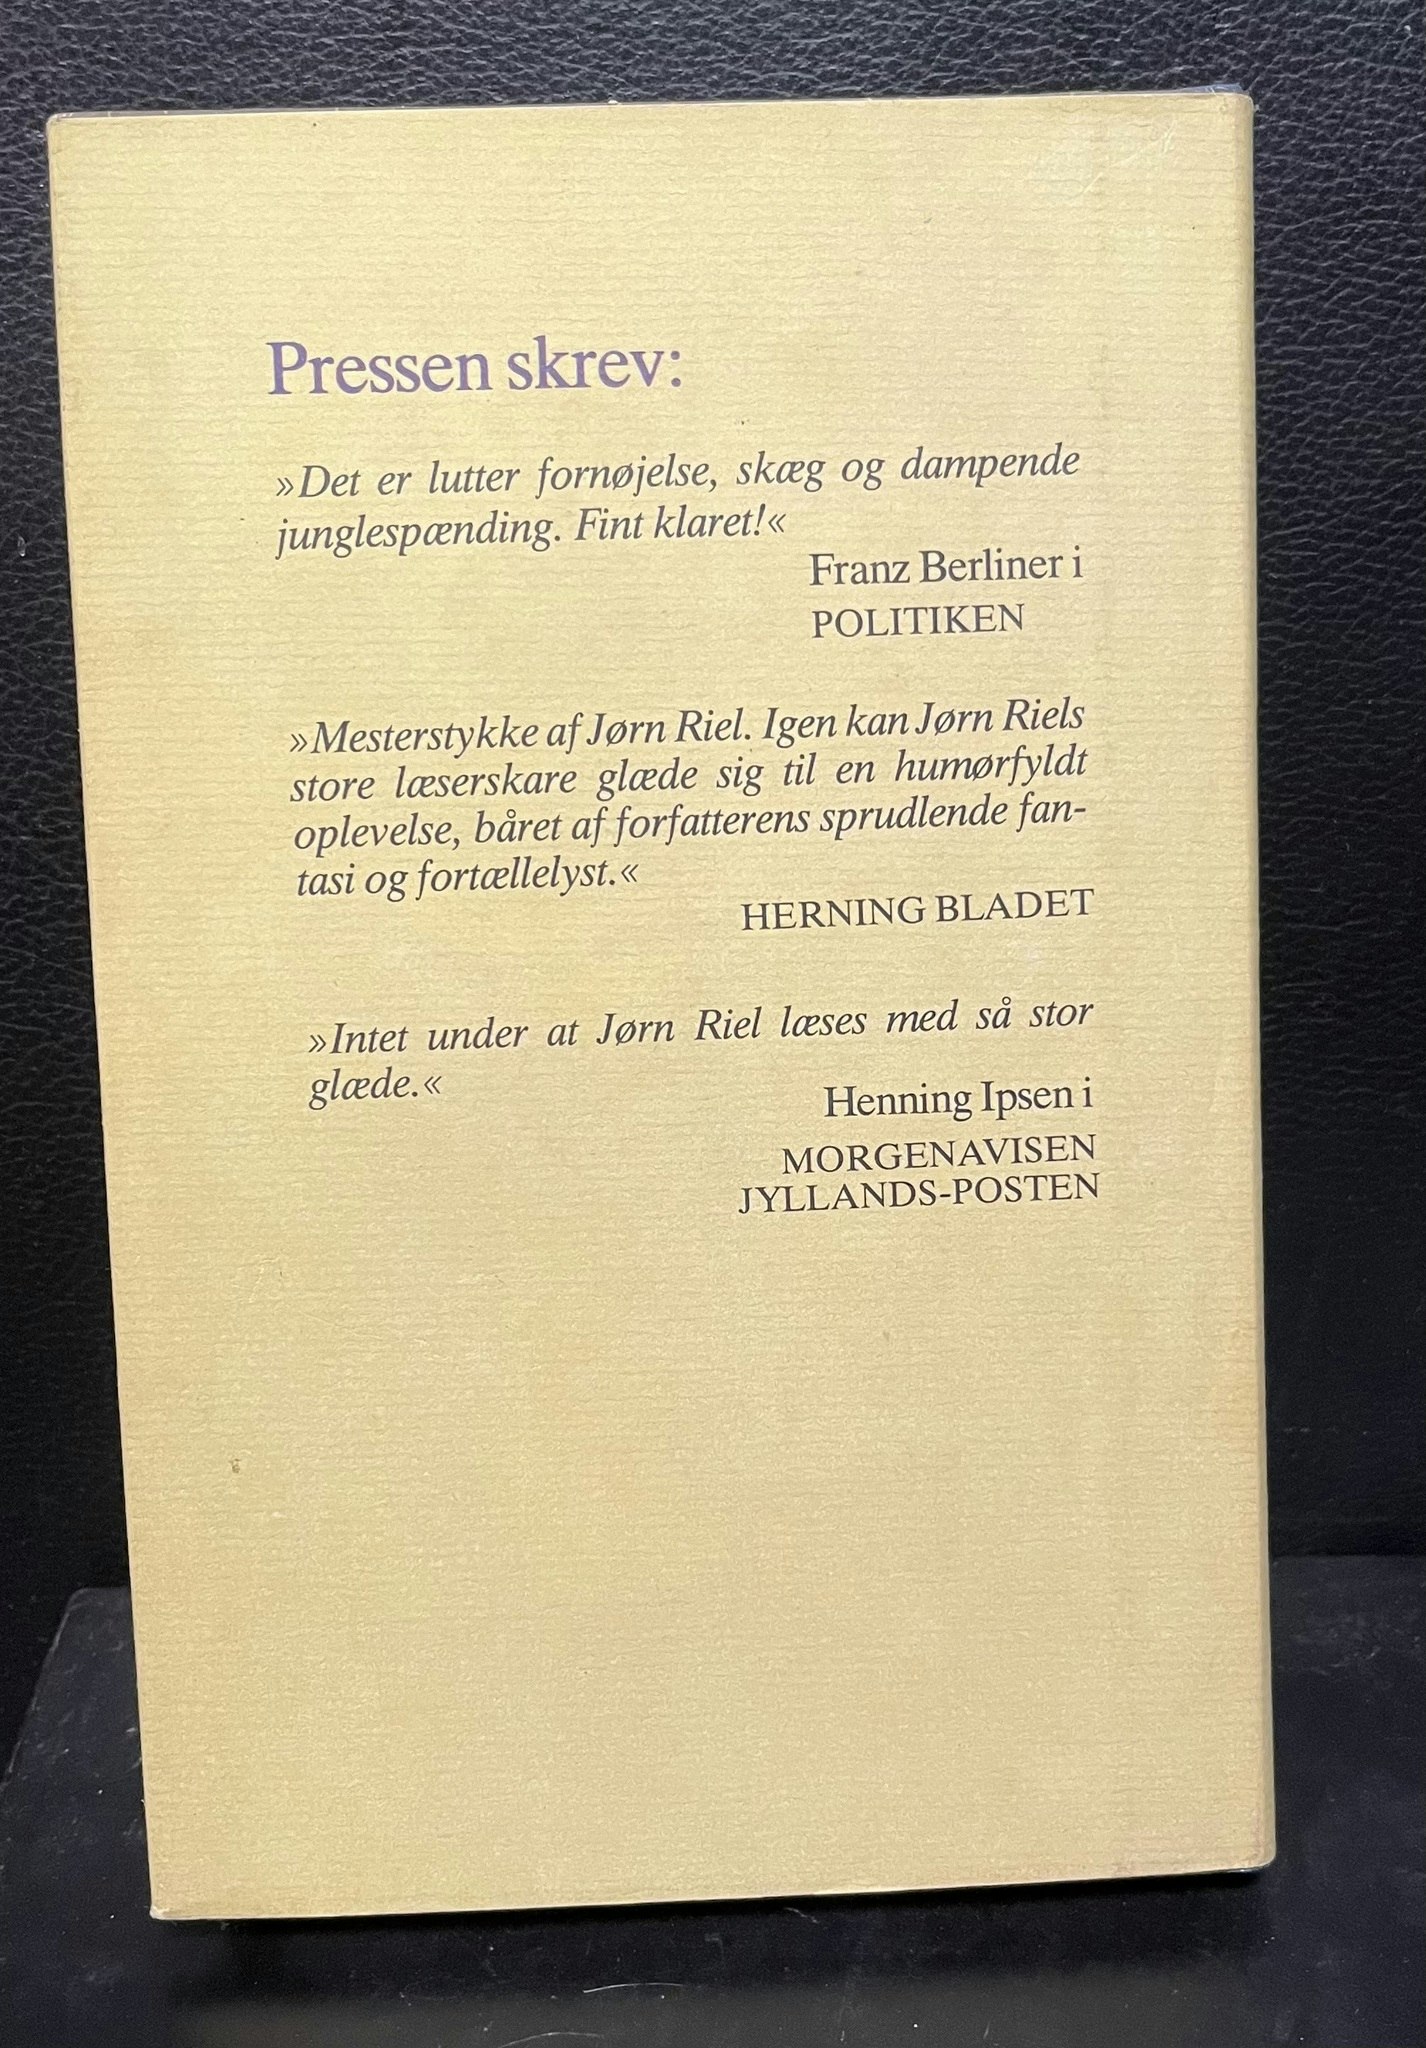 Pressen skrev:
»Det er lutter fornøjelse, skæg og dampende
junglespænding. Fint klaret!«
Franz Berliner i
POLITIKEN
»Mesterstykke af Jørn Riel. Igen kan Jørn Riels
store læserskare glæde sig til en humørfyldt
oplevelse, båret af forfatterens sprudlende fan-
tasi og fortællelyst.«
HERNING BLADET
»Intet under at Jørn Riel læses med så stor
glæde.«
Henning Ipsen i
MORGENAVISEN
JYLLANDS-POSTEN